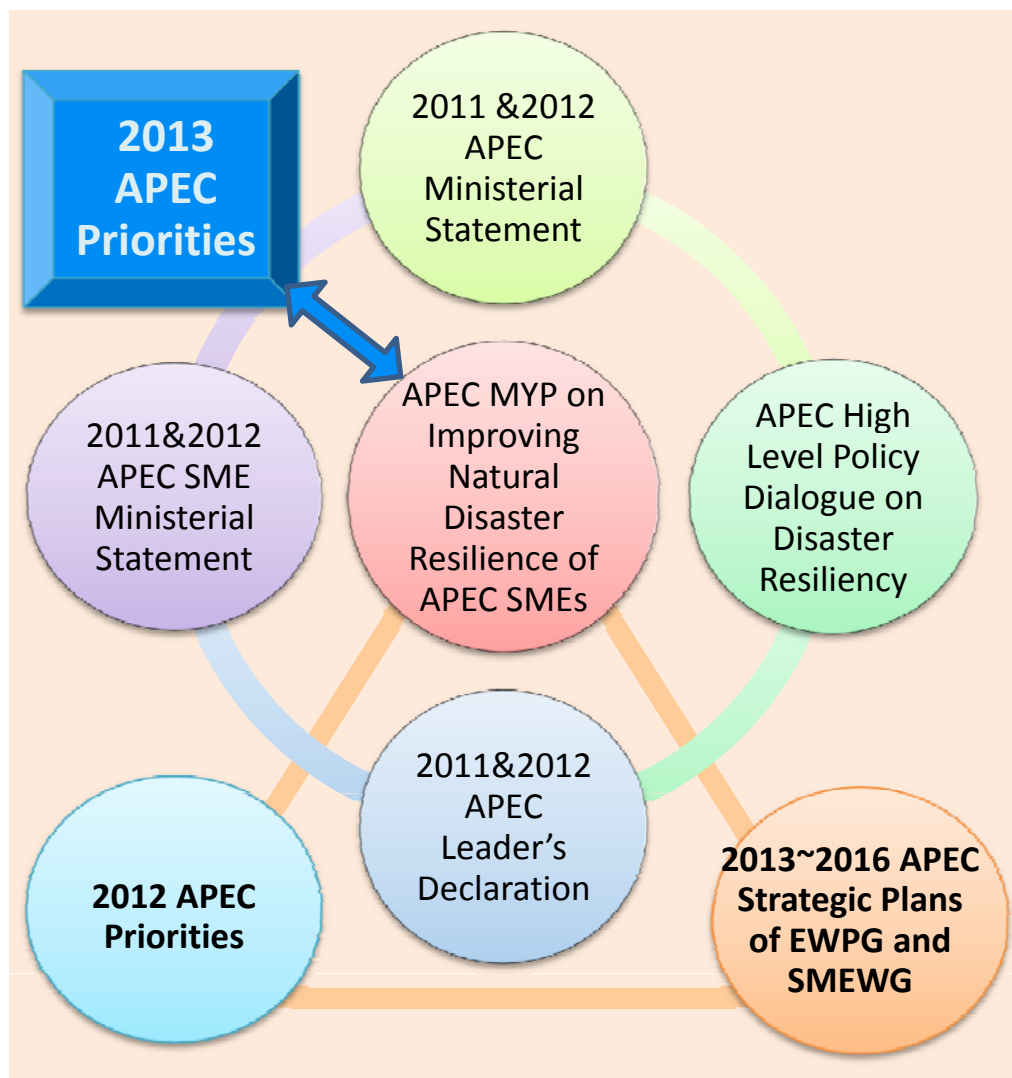 2013
APEC
Priorities
2011 &2012
APEC
Ministerial
Statement
2011&2012
APEC SME
Ministerial
Statement
APEC MYP on
Improving
Natural
Disaster
Resilience of
APEC SMEs
APEC High
Level Policy
Dialogue on
Disaster
Resiliency
2011&2012
APEC
Leader’s
Declaration
2012 APEC
Priorities
2013~2016 APEC
Strategic Plans
of EWPG and
SMEWG